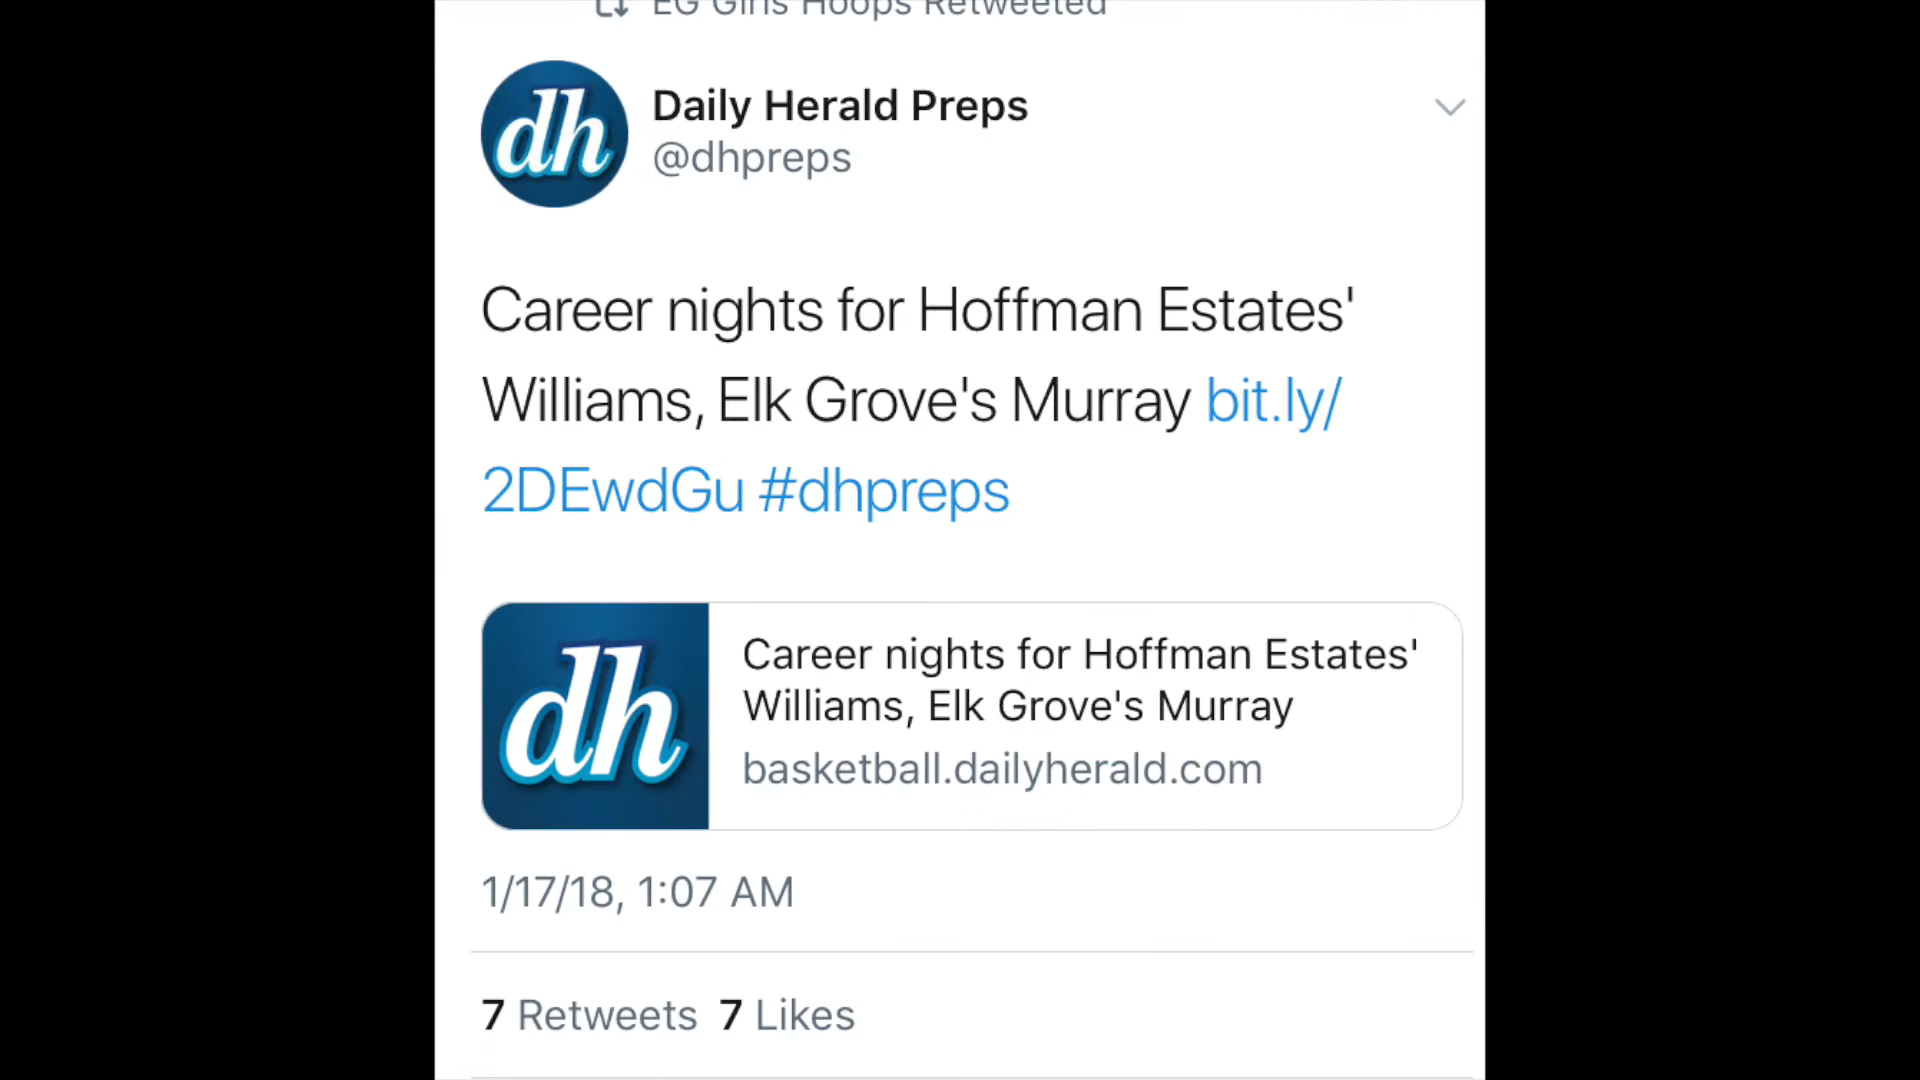 EG Girls Hoops Retweeted
dh
Daily Herald Preps
@dhpreps
Career nights for Hoffman Estates'
Williams, Elk Grove's Murray bit.ly/
2DEwdGu #dhpreps
dh
Career nights for Hoffman Estates'
Williams, Elk Grove's Murray
basketball.dailyherald.com
1/17/18, 1:07 AM
7 Retweets 7 Likes